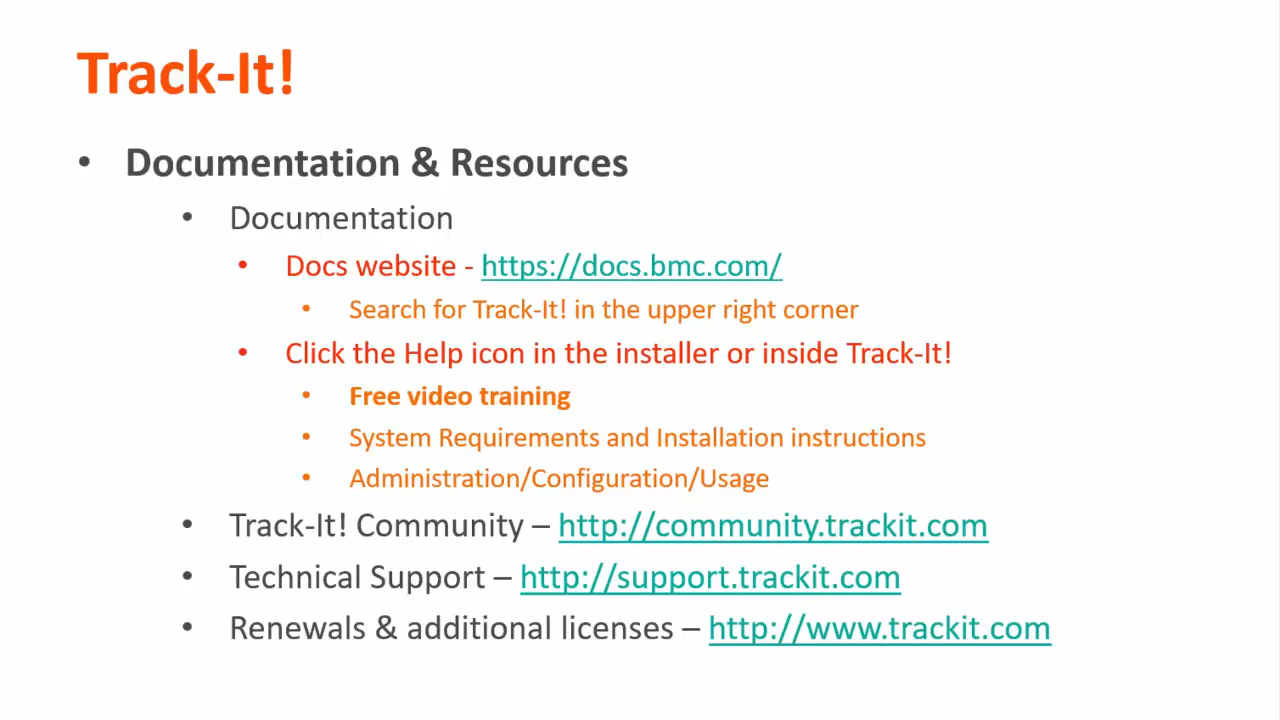 Track-It!
• Documentation & Resources
• Documentation
• Docs website - https://docs.bmc.com/
• Search for Track-It! in the upper right corner
• Click the Help icon in the installer or inside Track-It!
• Free video training
• System Requirements and Installation instructions
• Administration/Configuration/Usage
• Track-It! Community – http://community.trackit.com
• Technical Support – http://support.trackit.com
• Renewals & additional licenses – http://www.trackit.com